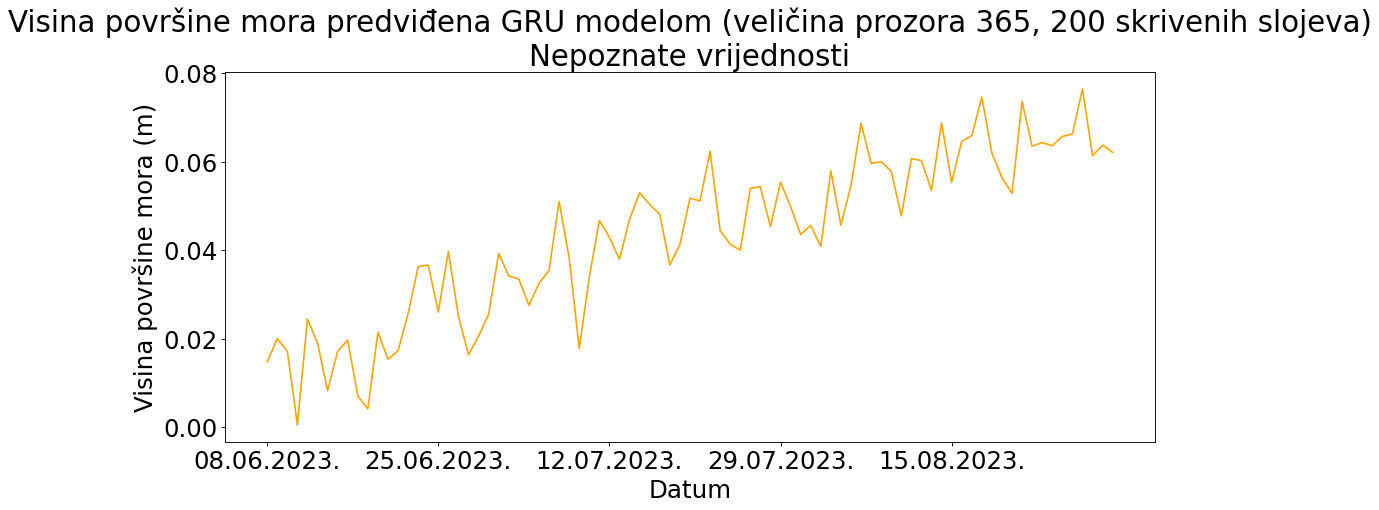 Visina površine mora predviđena GRU modelom (veličina prozora 365, 200 skrivenih slojeva)
Nepoznate vrijednosti
0.08
0.06
0.04
0.02
0.00
Visina površine mora (m)
08.06.2023. 25.06.2023. 12.07.2023. 29.07.2023. 15.08.2023.
Datum